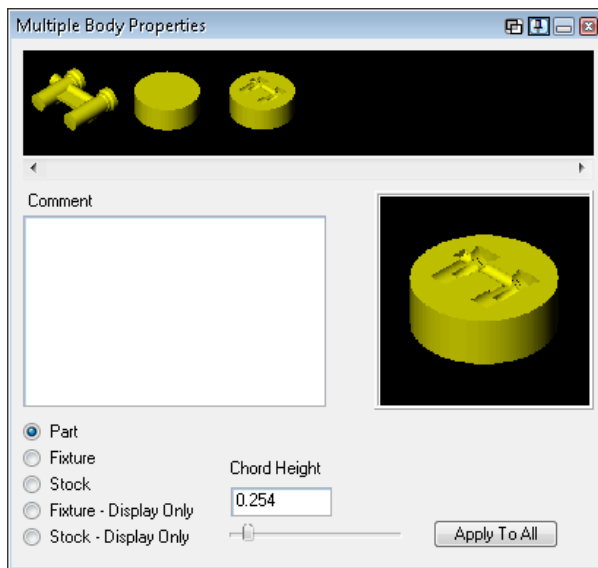 Multiple Body Properties
Comment
Part
Fixture
Stock
Fixture - Display Only
Stock - Display Only
Chord Height
0.254
Apply To All